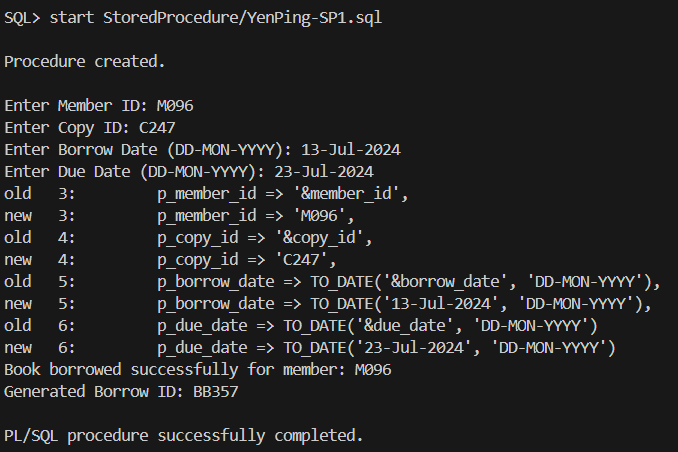 SQL> start StoredProcedure/YenPing-SP1.sql
Procedure created.
Enter Member ID: M096
Enter Copy ID: C247
Enter Borrow Date (DD-MON-YYYY): 13-Jul-2024
Enter Due Date (DD-MON-YYYY): 23-Jul-2024
old   3:         p_member_id => '&member_id',
new   3:         p_member_id => 'M096',
old   4:         p_copy_id => '&copy_id',
new   4:         p_copy_id => 'C247',
old   5:         p_borrow_date => TO_DATE('&borrow_date', 'DD-MON-YYYY'),
new   5:         p_borrow_date => TO_DATE('13-Jul-2024', 'DD-MON-YYYY'),
old   6:         p_due_date => TO_DATE('&due_date', 'DD-MON-YYYY')
new   6:         p_due_date => TO_DATE('23-Jul-2024', 'DD-MON-YYYY')
Book borrowed successfully for member: M096
Generated Borrow ID: BB357
PL/SQL procedure successfully completed.